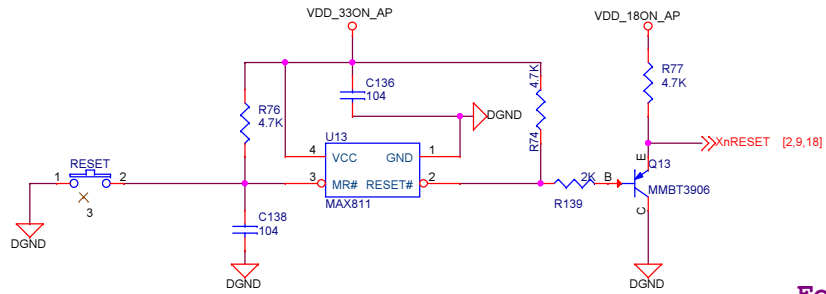 VDD_33ON_AP
VDD_18ON_AP
C136
104
R76
4.7K
4.7K
R74
R77
4.7K
DGND
XnRESET [2,9,18]
U13
4 VCC GND 1
3 MR# RESET# 2
MAX811
RESET
1 2
3
2K
R139
B
E
C
Q13
MMBT3906
C138
104
DGND
DGND
DGND